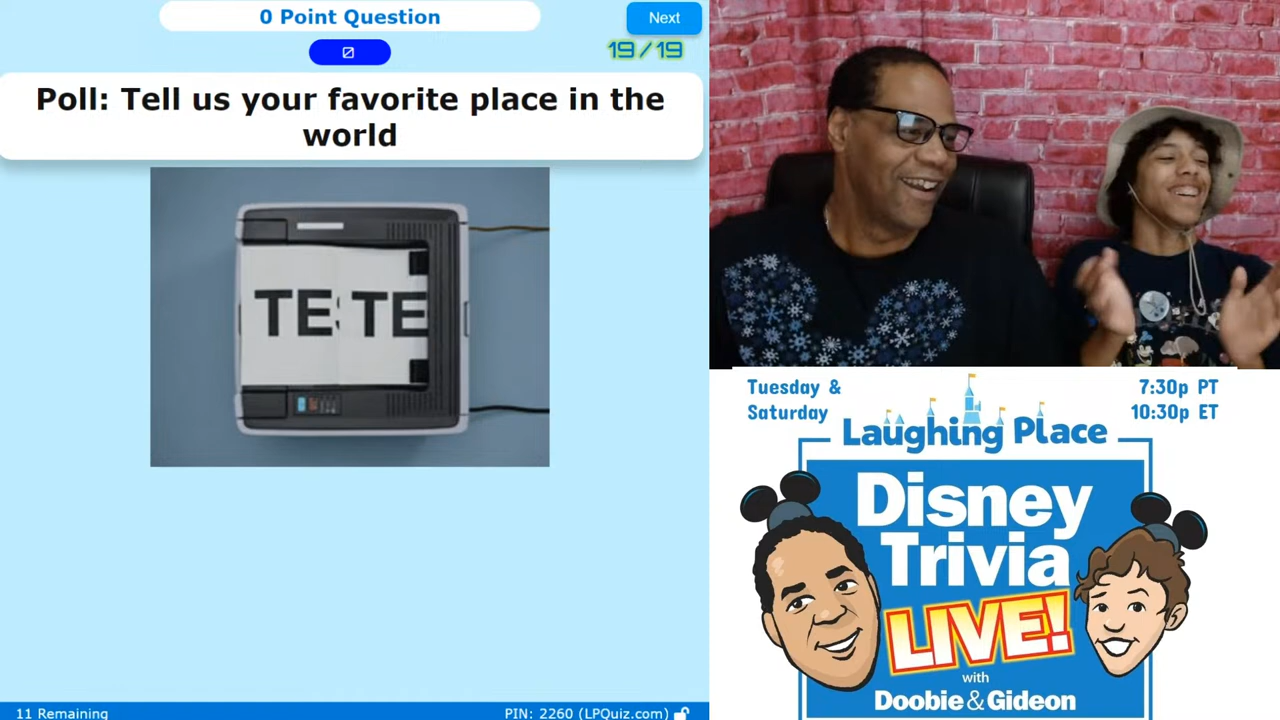 0 Point Question
Next
19/19
Poll: Tell us your favorite place in the
world
TE TE
11 Remaining
PIN: 2260 (LPQuiz.com)
Tuesday &
Saturday
7:30p PT
10:30p ET
Laughing Place
Disney
Trivia
LIVE!
with
Doobie & Gideon